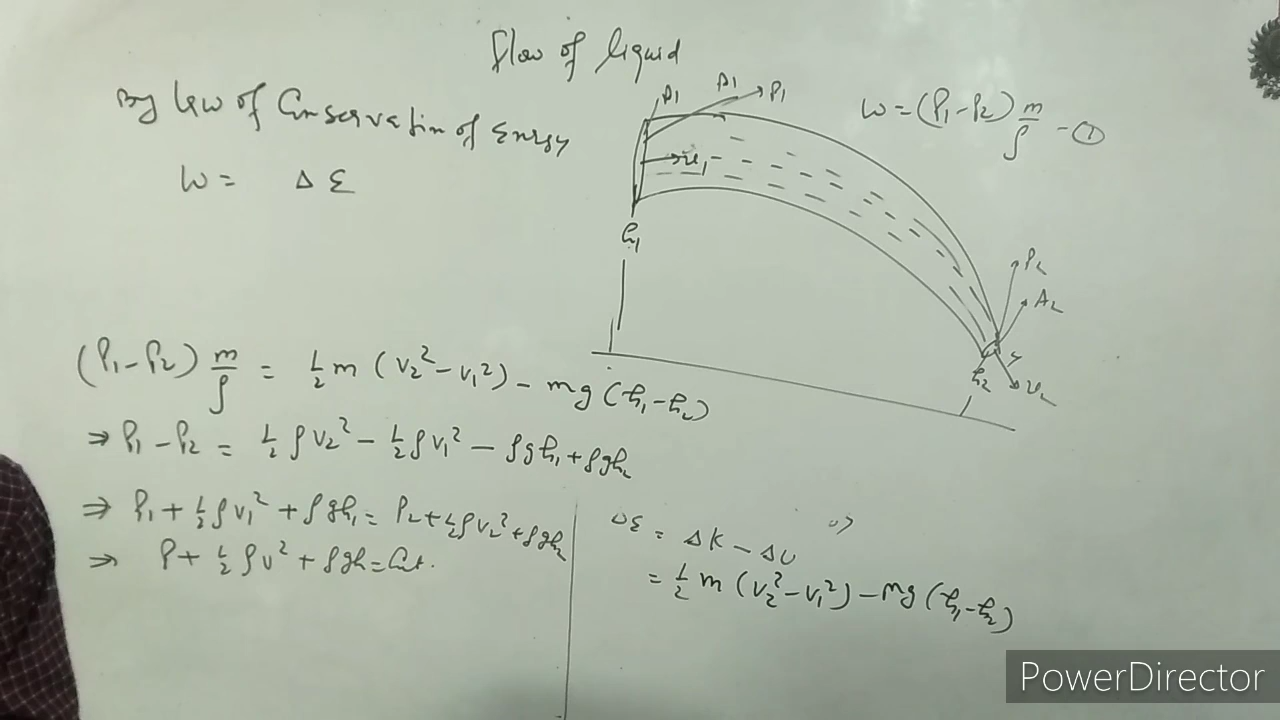 Flow of liquid
By Law of Conservation of Energy
W = Δ E
W = (P₁-P₂) m/ρ - ①
A₁
A₁
P₁
v₁
h₁
P₂
A₂
h₂
v₂
(P₁-P₂) m/ρ = 1/2 m (v₂² - v₁²) - mg (h₁-h₂)
⇒ P₁ - P₂ = 1/2 ρv₂² - 1/2 ρv₁² - ρgh₁ + ρgh₂
⇒ P₁ + 1/2 ρv₁² + ρgh₁ = P₂ + 1/2 ρv₂² + ρgh₂
⇒ P + 1/2 ρv² + ρgh = Cnt.
ΔE = ΔK - ΔU
= 1/2 m (v₂² - v₁²) - mg (h₁-h₂)
PowerDirector